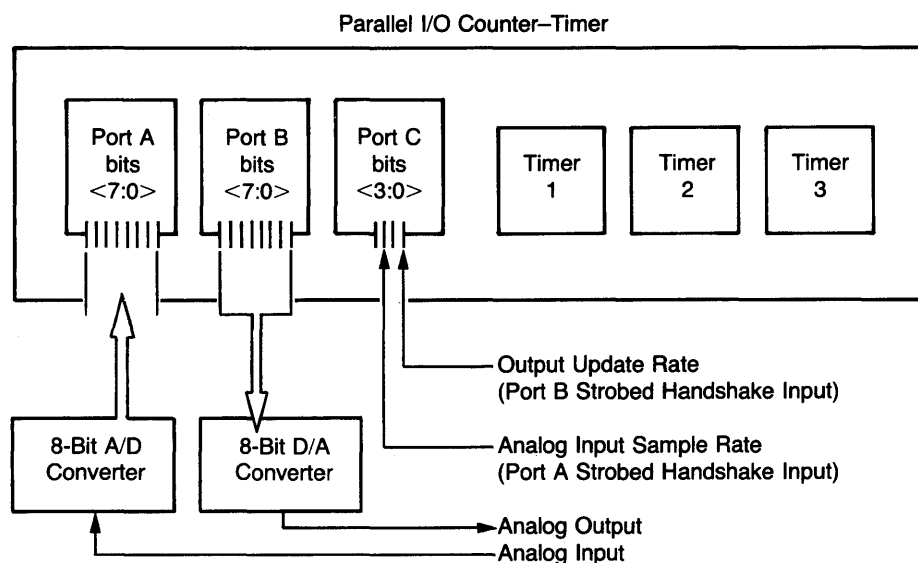 Parallel I/O Counter–Timer
Port A
bits
<7:0>
Port B
bits
<7:0>
Port C
bits
<3:0>
Timer
1
Timer
2
Timer
3
Output Update Rate
(Port B Strobed Handshake Input)
8-Bit A/D
Converter
8-Bit D/A
Converter
Analog Input Sample Rate
(Port A Strobed Handshake Input)
Analog Output
Analog Input